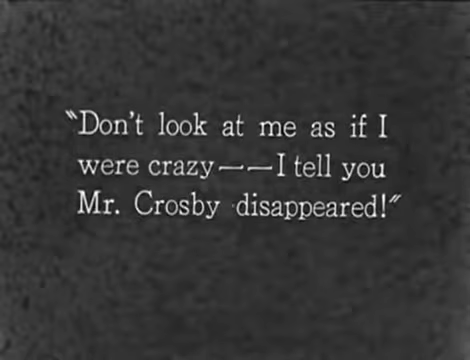 "Don't look at me as if I
were crazy——I tell you
Mr. Crosby disappeared!"